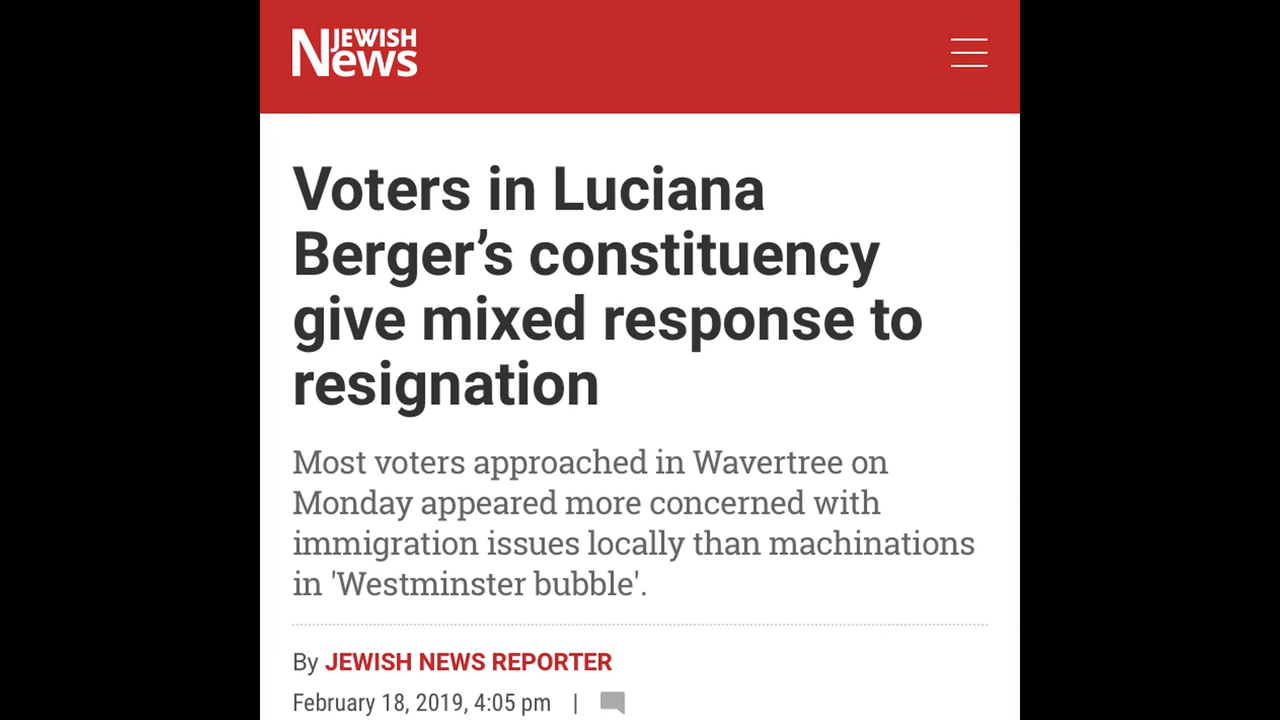 JEWISH
News
Voters in Luciana
Berger’s constituency
give mixed response to
resignation
Most voters approached in Wavertree on
Monday appeared more concerned with
immigration issues locally than machinations
in 'Westminster bubble'.
By JEWISH NEWS REPORTER
February 18, 2019, 4:05 pm |